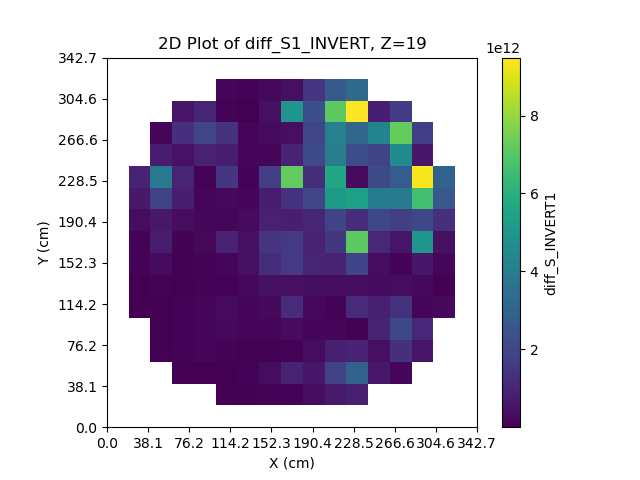 2D Plot of diff_S1_INVERT, Z=19
1e12
342.7
304.6
266.6
228.5
190.4
152.3
114.2
76.2
38.1
0.0
Y (cm)
0.0 38.1 76.2 114.2 152.3 190.4 228.5 266.6 304.6 342.7
X (cm)
8
6
4
2
diff_S_INVERT1